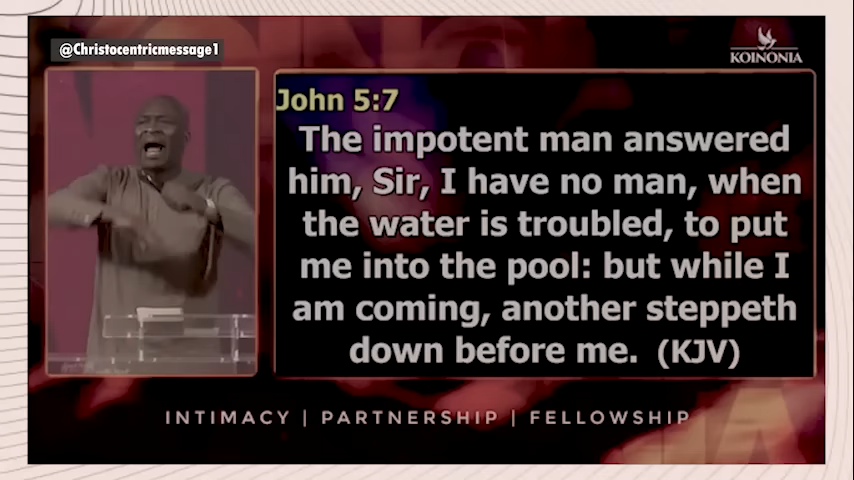 @Christocentricmessage1
KOINONIA
John 5:7
The impotent man answered
him, Sir, I have no man, when
the water is troubled, to put
me into the pool: but while I
am coming, another steppeth
down before me. (KJV)
INTIMACY | PARTNERSHIP | FELLOWSHIP